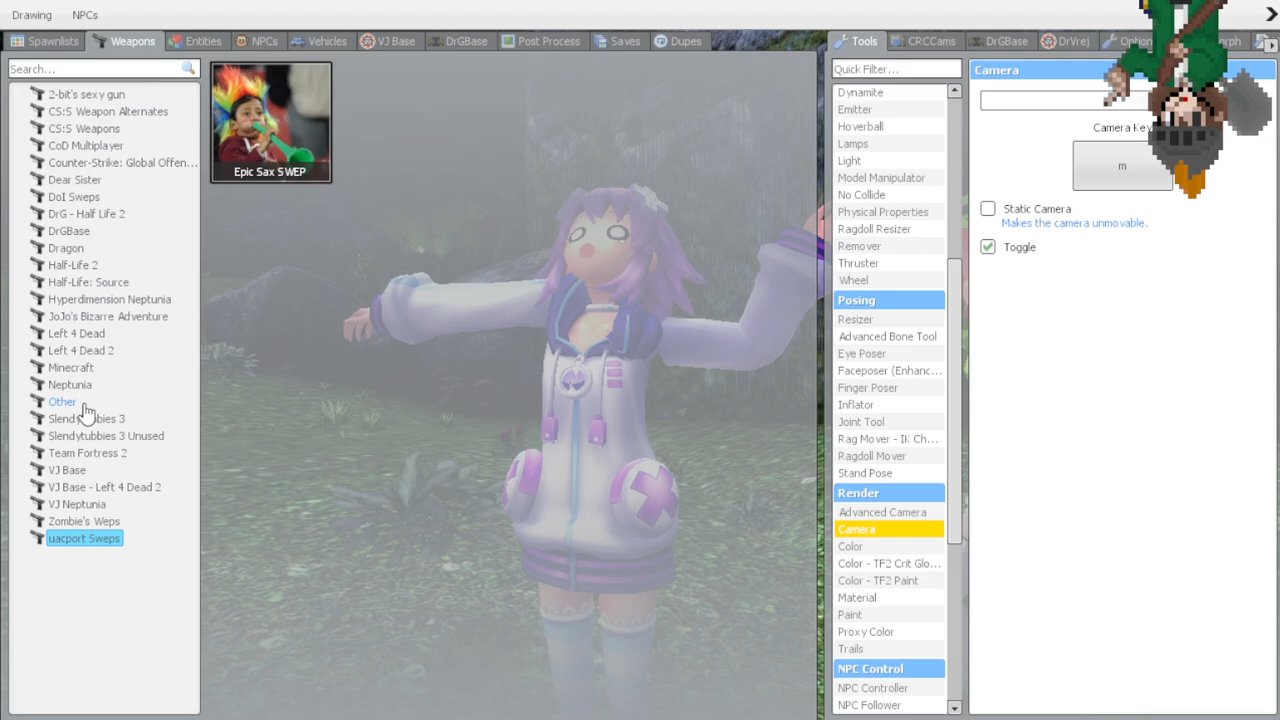 Drawing NPCs
Spawnlists Weapons Entities NPCs Vehicles VJ Base DrGBase Post Process Saves Dupes
Search...
2-bit's sexy gun
CS:S Weapon Alternates
CS:S Weapons
CoD Multiplayer
Counter-Strike: Global Offen...
Dear Sister
DoI Sweps
DrG - Half Life 2
DrGBase
Dragon
Half-Life 2
Half-Life: Source
Hyperdimension Neptunia
JoJo's Bizarre Adventure
Left 4 Dead
Left 4 Dead 2
Minecraft
Neptunia
Other
Slendytubbies 3
Slendytubbies 3 Unused
Team Fortress 2
VJ Base
VJ Base - Left 4 Dead 2
VJ Neptunia
Zombie's Weps
uacport Sweps
Epic Sax SWEP
Tools CRCCams DrGBase DrVrej
Quick Filter...
Dynamite
Emitter
Hoverball
Lamps
Light
Model Manipulator
No Collide
Physical Properties
Ragdoll Resizer
Remover
Thruster
Wheel
Posing
Resizer
Advanced Bone Tool
Eye Poser
Faceposer (Enhanc...
Finger Poser
Inflator
Joint Tool
Rag Mover - IK Ch...
Ragdoll Mover
Stand Pose
Render
Advanced Camera
Camera
Color
Color - TF2 Crit Glo...
Color - TF2 Paint
Material
Paint
Proxy Color
Trails
NPC Control
NPC Controller
NPC Follower
Camera
Camera Key
m
Static Camera
Makes the camera unmovable.
Toggle